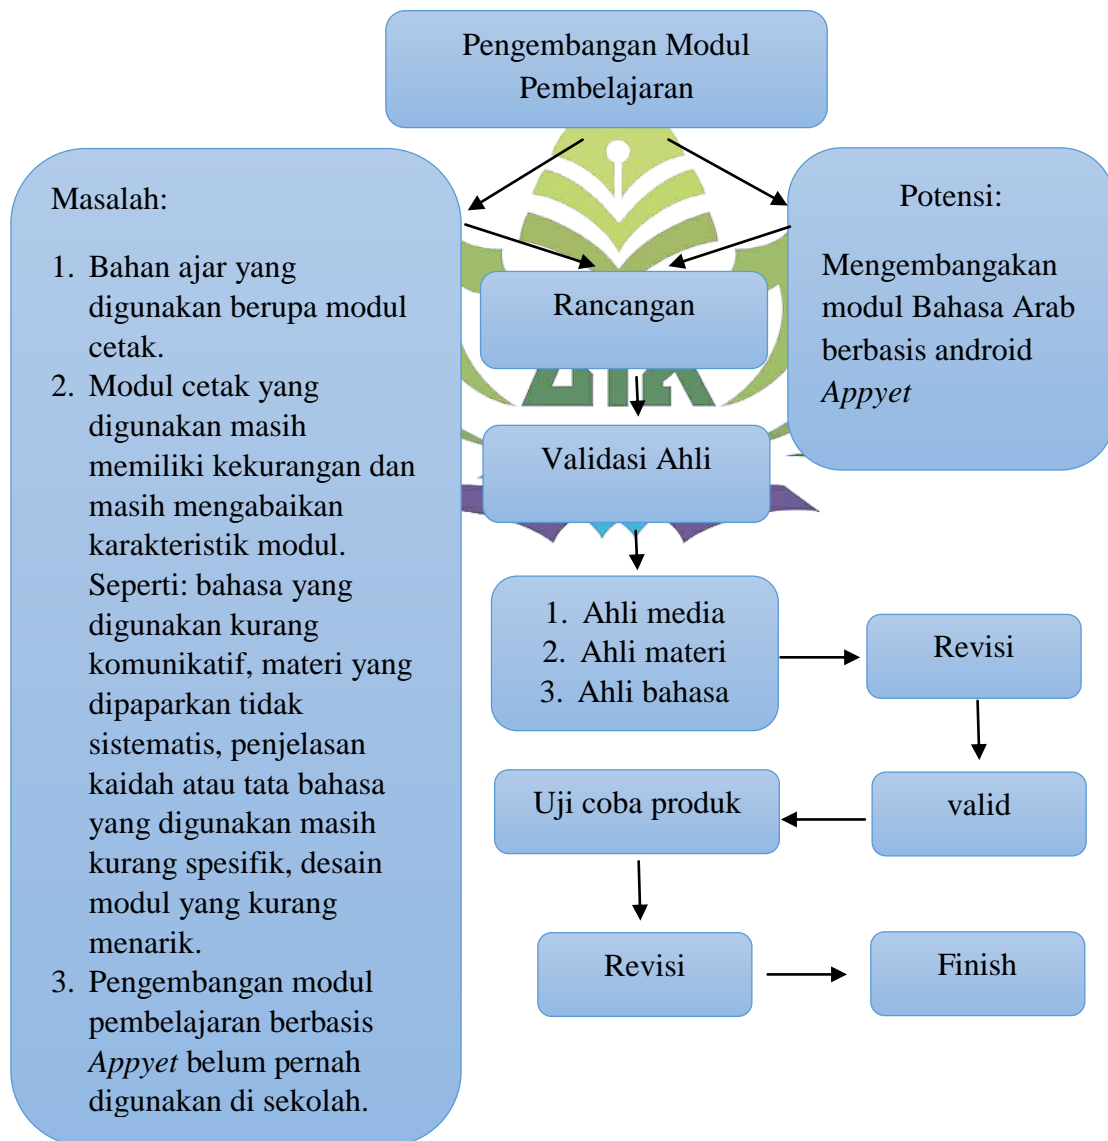 Pengembangan Modul
Pembelajaran
Masalah:
1. Bahan ajar yang
digunakan berupa modul
cetak.
2. Modul cetak yang
digunakan masih
memiliki kekurangan dan
masih mengabaikan
karakteristik modul.
Seperti: bahasa yang
digunakan kurang
komunikatif, materi yang
dipaparkan tidak
sistematis, penjelasan
kaidah atau tata bahasa
yang digunakan masih
kurang spesifik, desain
modul yang kurang
menarik.
3. Pengembangan modul
pembelajaran berbasis
Appyet belum pernah
digunakan di sekolah.
Potensi:
Mengembangakan
modul Bahasa Arab
berbasis android
Appyet
Rancangan
Validasi Ahli
1. Ahli media
2. Ahli materi
3. Ahli bahasa
Revisi
valid
Uji coba produk
Revisi
Finish